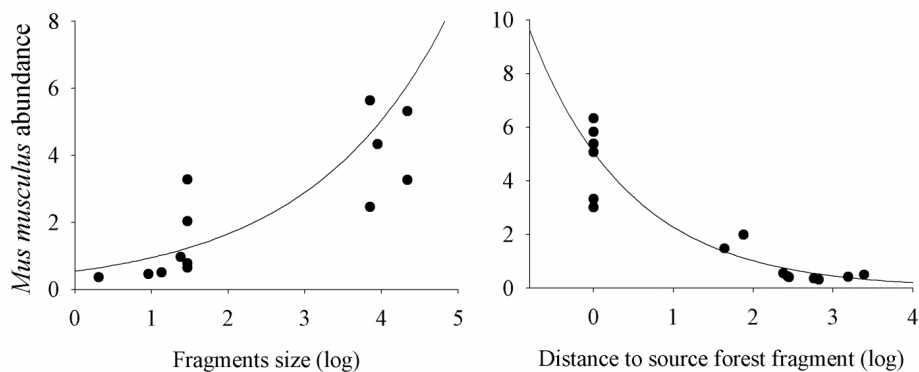 Mus musculus abundance
8
6
4
2
0
0 1 2 3 4 5
Fragments size (log)
10
8
6
4
2
0
0 1 2 3 4
Distance to source forest fragment (log)